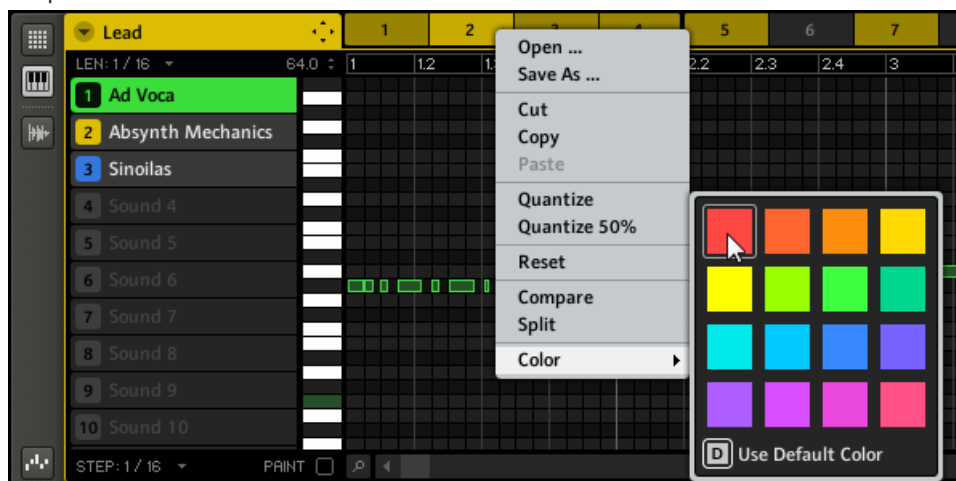 Lead
1 2 5 6 7
LEN: 1 / 16 64.0
1 1.2 2.2 2.3 2.4 3
1 Ad Voca
2 Absynth Mechanics
3 Sinoilas
4 Sound 4
5 Sound 5
6 Sound 6
7 Sound 7
8 Sound 8
9 Sound 9
10 Sound 10
STEP: 1 / 16 PAINT
Open ...
Save As ...
Cut
Copy
Paste
Quantize
Quantize 50%
Reset
Compare
Split
Color
D Use Default Color